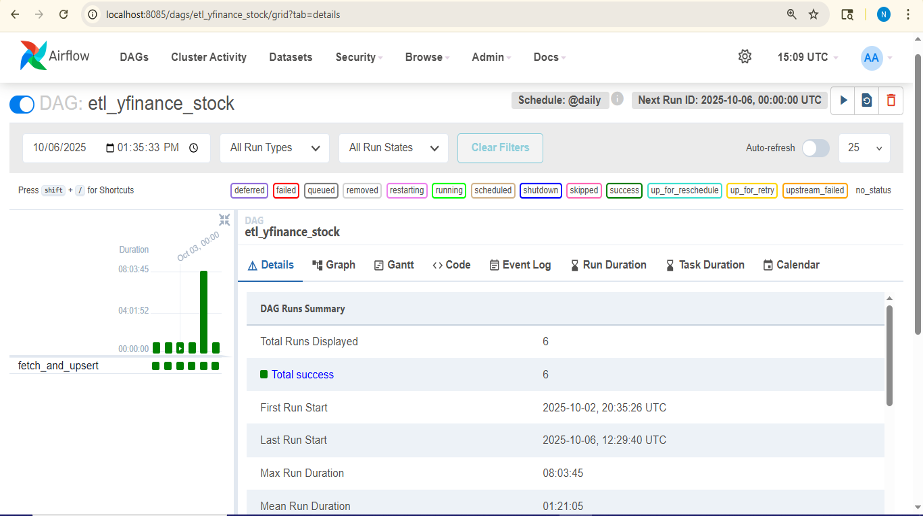 localhost:8085/dags/etl_yfinance_stock/grid?tab=details
N
Airflow
DAGs Cluster Activity Datasets Security Browse Admin Docs 15:09 UTC AA
DAG: etl_yfinance_stock Schedule: @daily Next Run ID: 2025-10-06, 00:00:00 UTC
10/06/2025 01:35:33 PM All Run Types All Run States Clear Filters Auto-refresh 25
Press shift + / for Shortcuts deferred failed queued removed restarting running scheduled shutdown skipped success up_for_reschedule up_for_retry upstream_failed no_status
Oct 03, 00:00
Duration
08:03:45
04:01:52
00:00:00
fetch_and_upsert
DAG
etl_yfinance_stock
Details Graph Gantt Code Event Log Run Duration Task Duration Calendar
DAG Runs Summary
Total Runs Displayed 6
Total success 6
First Run Start 2025-10-02, 20:35:26 UTC
Last Run Start 2025-10-06, 12:29:40 UTC
Max Run Duration 08:03:45
Mean Run Duration 01:21:05